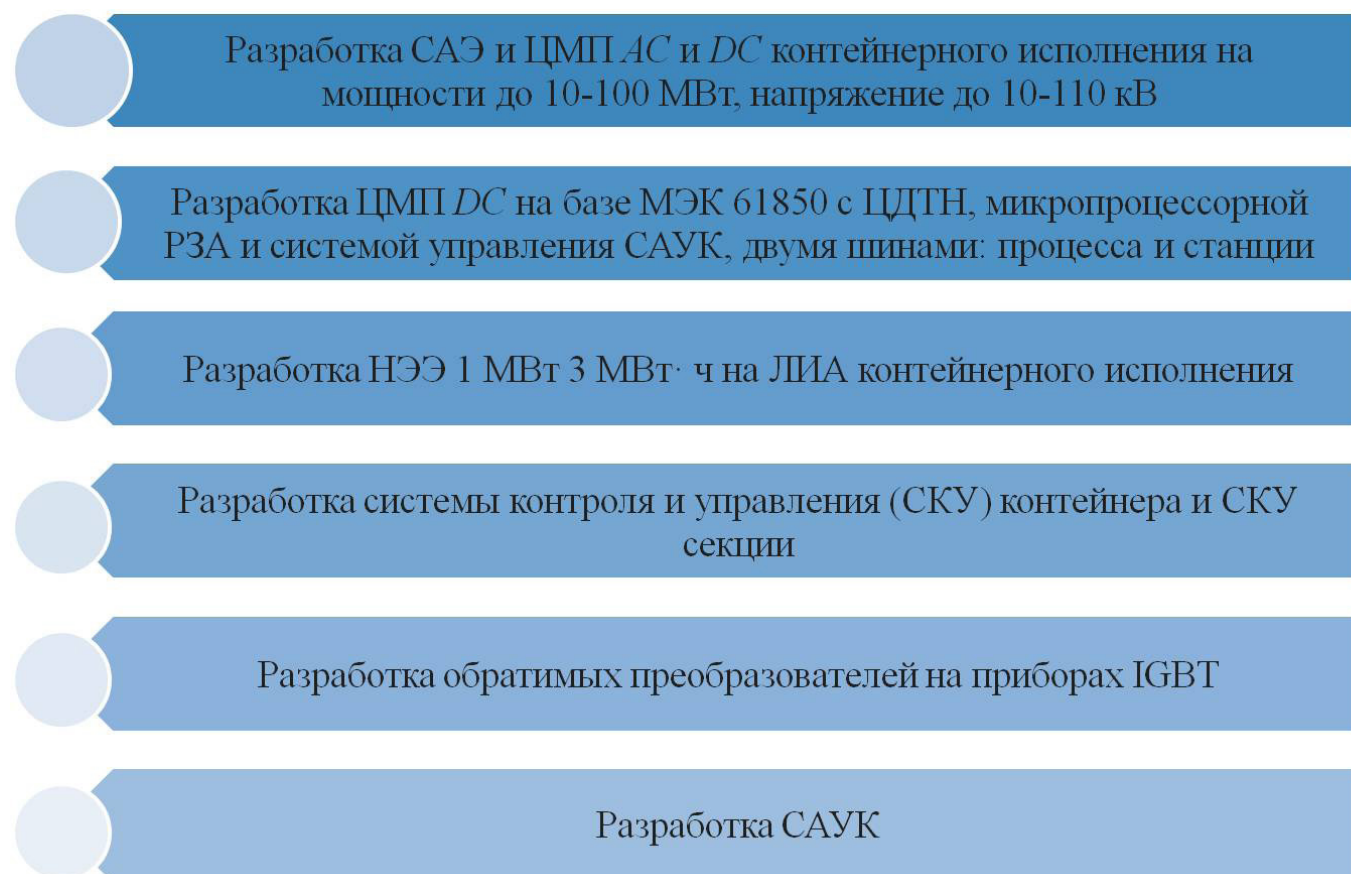 Разработка САЭ и ЦМП AC и DC контейнерного исполнения на
мощности до 10-100 МВт, напряжение до 10-110 кВ
Разработка ЦМП DC на базе МЭК 61850 с ЦДТН, микропроцессорной
РЗА и системой управления САУК, двумя шинами: процесса и станции
Разработка НЭЭ 1 МВт 3 МВт· ч на ЛИА контейнерного исполнения
Разработка системы контроля и управления (СКУ) контейнера и СКУ
секции
Разработка обратимых преобразователей на приборах IGBT
Разработка САУК